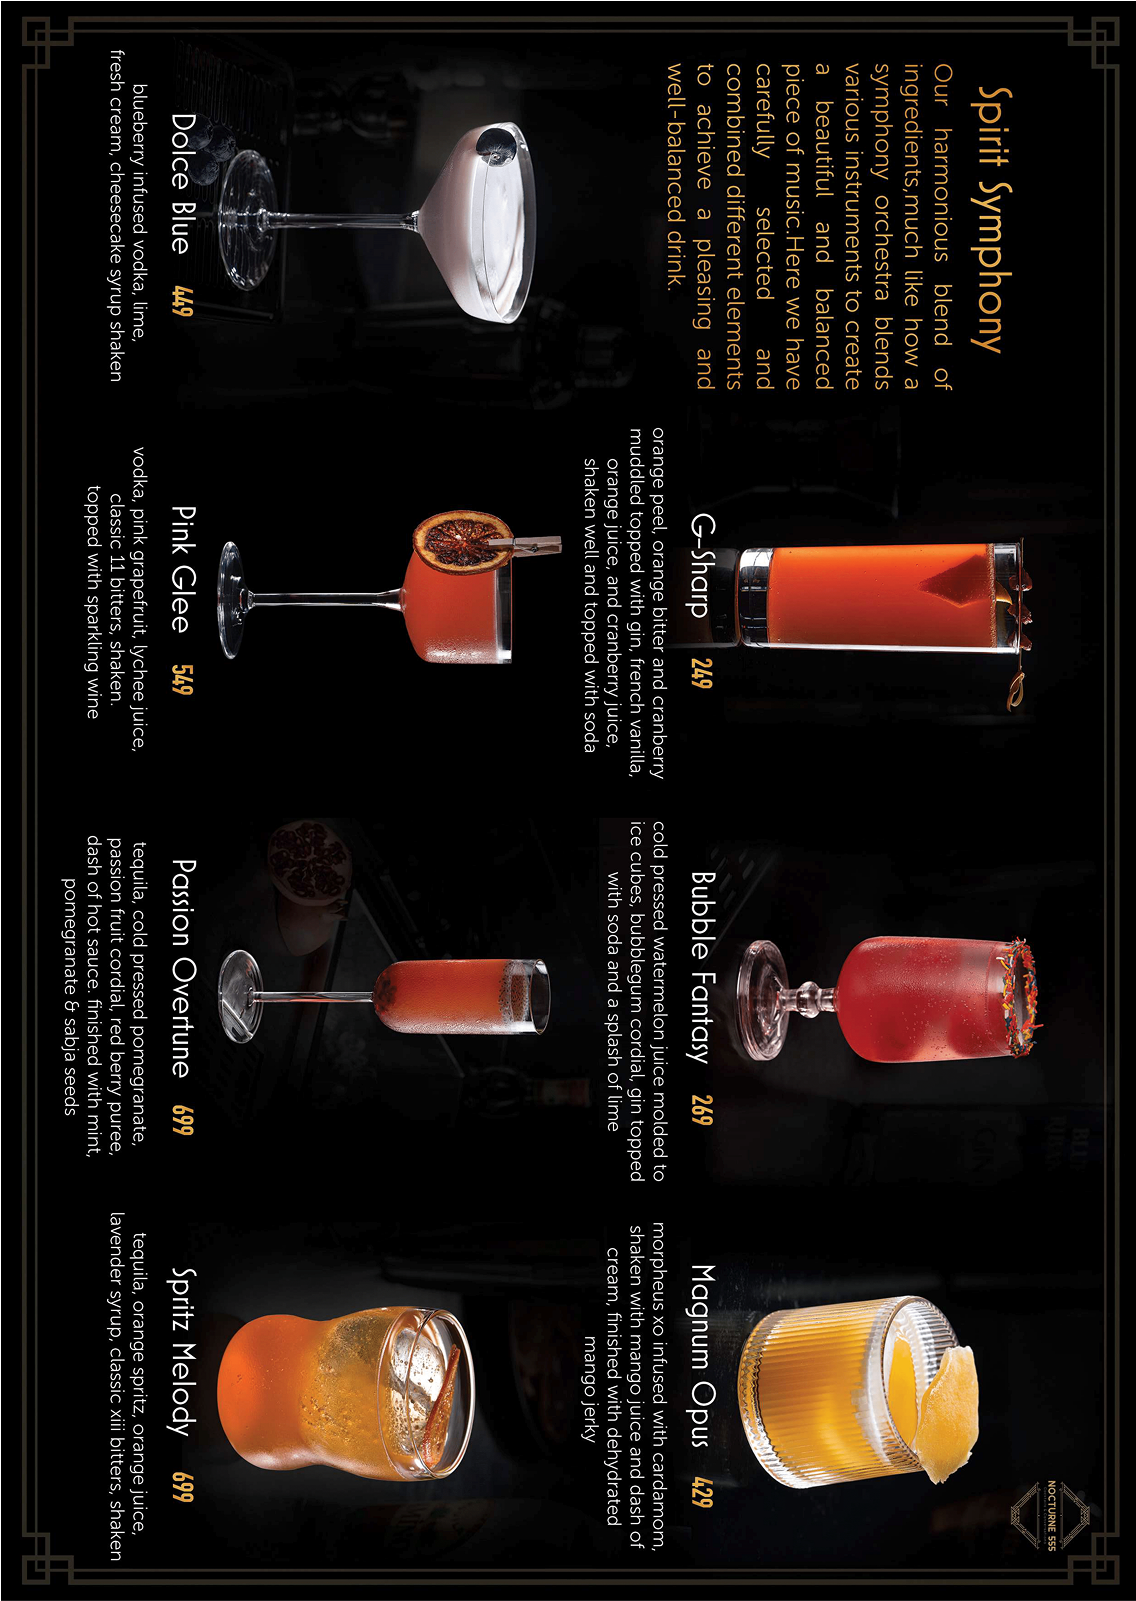 Spirit Symphony
Our harmonious blend of
ingredients,much like how a
symphony orchestra blends
various instruments to create
a beautiful and balanced
piece of music.Here we have
carefully selected and
combined different elements
to achieve a pleasing and
well-balanced drink.
NOCTURNE 555
G-Sharp 249
orange peel, orange bitter and cranberry
muddled topped with gin, french vanilla,
orange juice, and cranberry juice,
shaken well and topped with soda
Bubble Fantasy 269
cold pressed watermelon juice molded to
ice cubes, bubblegum cordial, gin topped
with soda and a splash of lime
Magnum Opus 429
morpheus xo infused with cardamom,
shaken with mango juice and dash of
cream, finished with dehydrated
mango jerky
Dolce Blue 449
blueberry infused vodka, lime,
fresh cream, cheesecake syrup shaken
Pink Glee 549
vodka, pink grapefruit, lychee juice,
classic 11 bitters, shaken.
topped with sparkling wine
Passion Overtune 699
tequila, cold pressed pomegranate,
passion fruit cordial, red berry puree,
dash of hot sauce. finished with mint,
pomegranate & sabja seeds
Spritz Melody 699
tequila, orange spritz, orange juice,
lavender syrup, classic xiii bitters, shaken